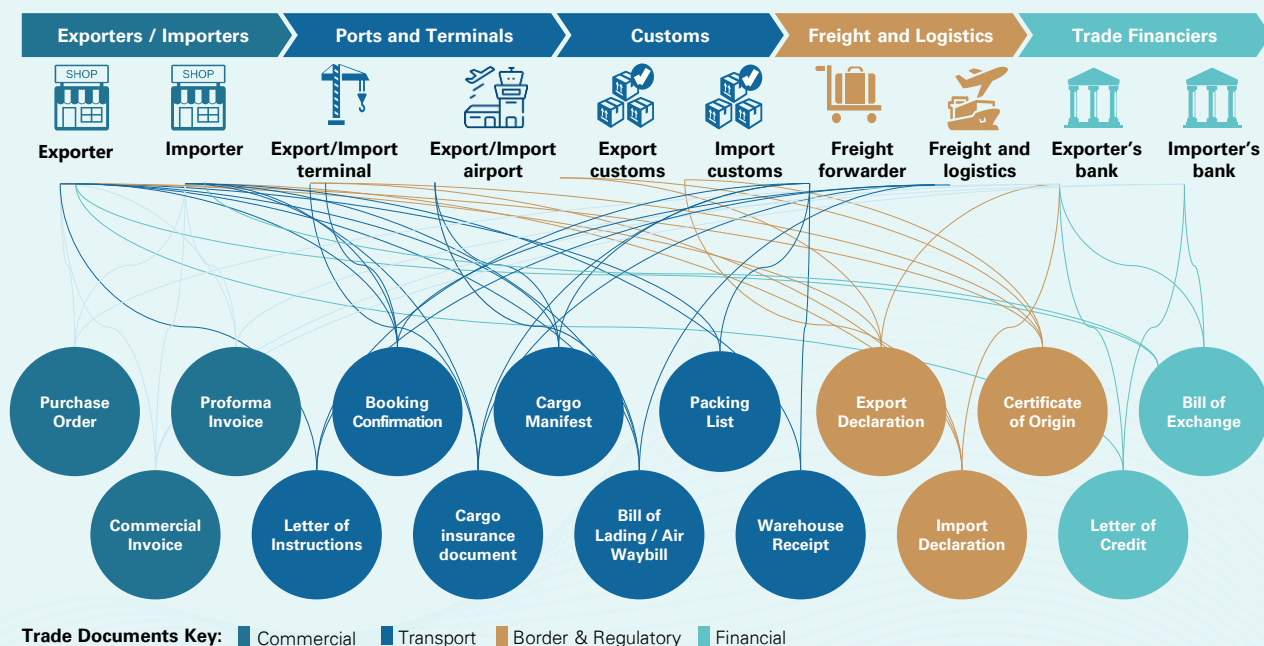 Exporters / Importers
Ports and Terminals
Customs
Freight and Logistics
Trade Financiers
SHOP
SHOP
Exporter
Importer
Export/Import
terminal
Export/Import
airport
Export
customs
Import
customs
Freight
forwarder
Freight and
logistics
Exporter's
bank
Importer's
bank
Purchase
Order
Proforma
Invoice
Booking
Confirmation
Cargo
Manifest
Packing
List
Export
Declaration
Certificate
of Origin
Bill of
Exchange
Commercial
Invoice
Letter of
Instructions
Cargo
insurance
document
Bill of
Lading / Air
Waybill
Warehouse
Receipt
Import
Declaration
Letter of
Credit
Trade Documents Key: Commercial Transport Border & Regulatory Financial